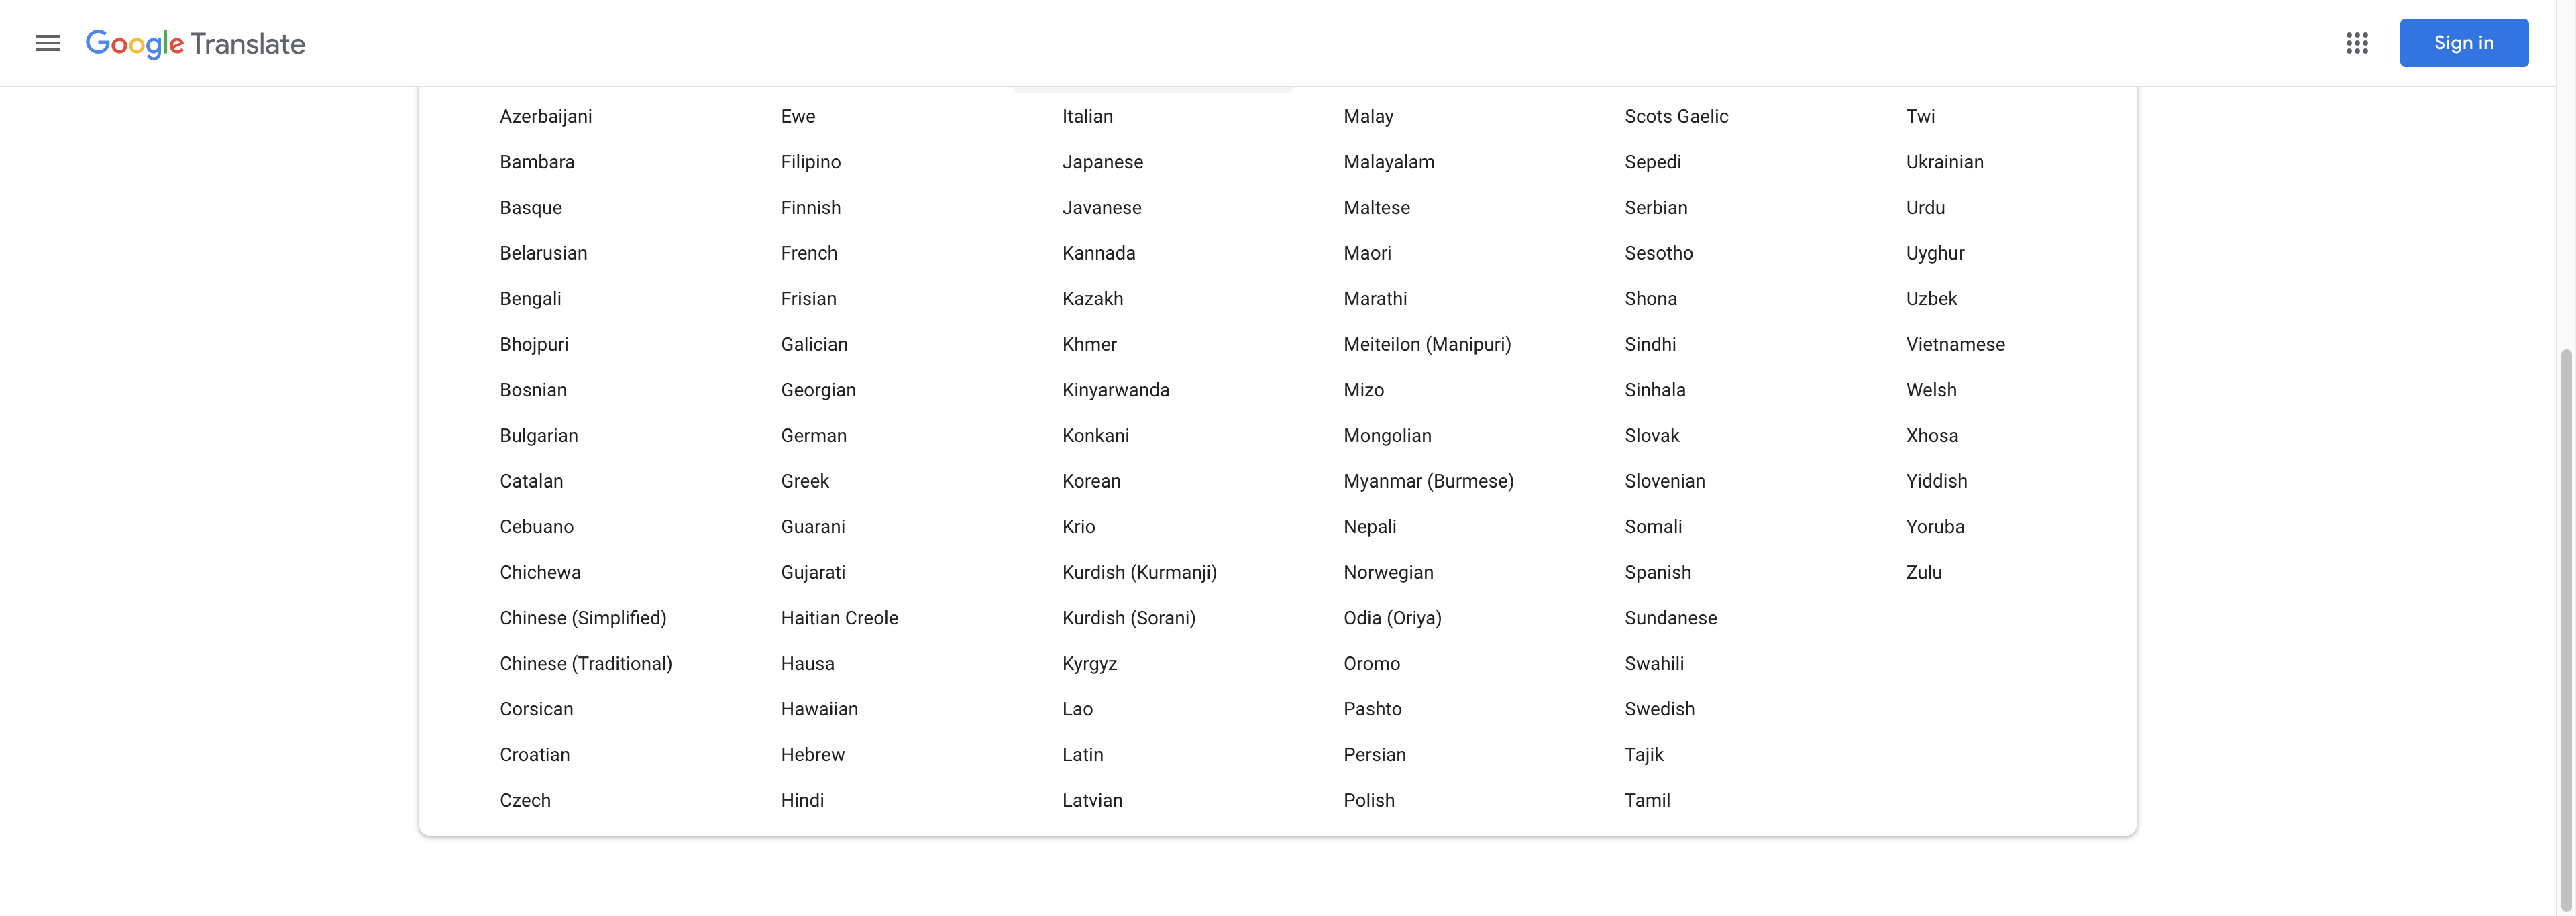 Google Translate
Sign in
Azerbaijani
Bambara
Basque
Belarusian
Bengali
Bhojpuri
Bosnian
Bulgarian
Catalan
Cebuano
Chichewa
Chinese (Simplified)
Chinese (Traditional)
Corsican
Croatian
Czech
Ewe
Filipino
Finnish
French
Frisian
Galician
Georgian
German
Greek
Guarani
Gujarati
Haitian Creole
Hausa
Hawaiian
Hebrew
Hindi
Italian
Japanese
Javanese
Kannada
Kazakh
Khmer
Kinyarwanda
Konkani
Korean
Krio
Kurdish (Kurmanji)
Kurdish (Sorani)
Kyrgyz
Lao
Latin
Latvian
Malay
Malayalam
Maltese
Maori
Marathi
Meiteilon (Manipuri)
Mizo
Mongolian
Myanmar (Burmese)
Nepali
Norwegian
Odia (Oriya)
Oromo
Pashto
Persian
Polish
Scots Gaelic
Sepedi
Serbian
Sesotho
Shona
Sindhi
Sinhala
Slovak
Slovenian
Somali
Spanish
Sundanese
Swahili
Swedish
Tajik
Tamil
Twi
Ukrainian
Urdu
Uyghur
Uzbek
Vietnamese
Welsh
Xhosa
Yiddish
Yoruba
Zulu